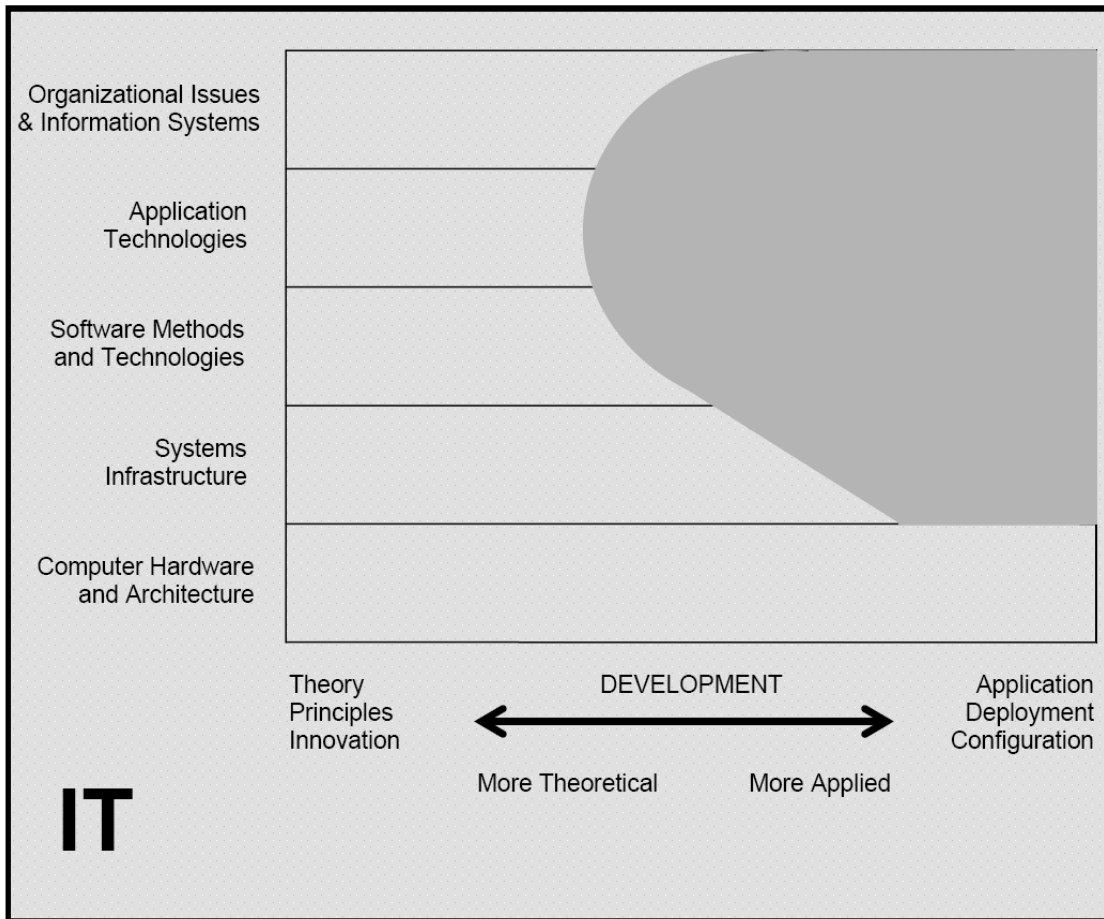 Organizational Issues
& Information Systems
Application
Technologies
Software Methods
and Technologies
Systems
Infrastructure
Computer Hardware
and Architecture
Theory
Principles
Innovation
DEVELOPMENT
More Theoretical
More Applied
Application
Deployment
Configuration
IT